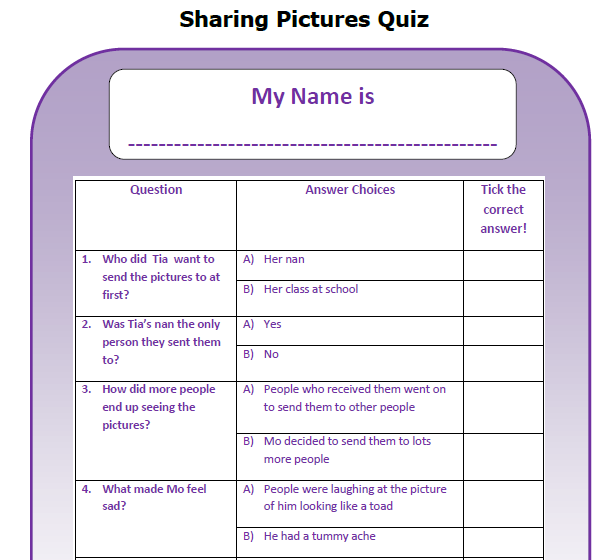 Sharing Pictures Quiz
My Name is
------------------------------------------------
Question
Answer Choices
Tick the
correct
answer!
1. Who did Tia want to
send the pictures to at
first?
A) Her nan
B) Her class at school
2. Was Tia's nan the only
person they sent them
to?
A) Yes
B) No
3. How did more people
end up seeing the
pictures?
A) People who received them went on
to send them to other people
B) Mo decided to send them to lots
more people
4. What made Mo feel
sad?
A) People were laughing at the picture
of him looking like a toad
B) He had a tummy ache